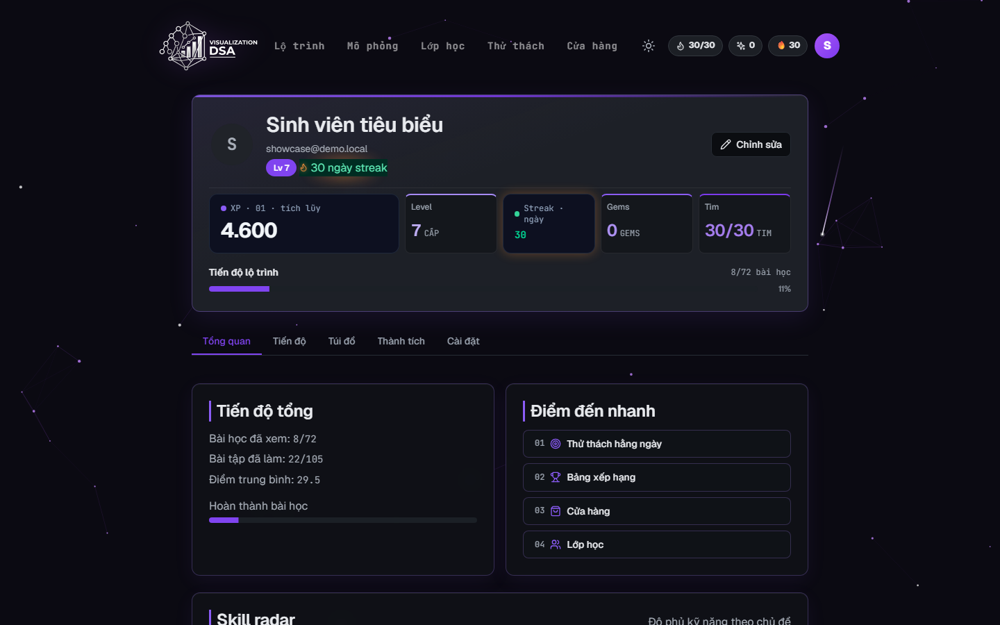 VISUALIZATION
DSA
Lộ trình
Mô phỏng
Lớp học
Thử thách
Cửa hàng
30/30
0
30
S
S
Sinh viên tiêu biểu
showcase@demo.local
Lv 7
30 ngày streak
Chỉnh sửa
XP · 01 · tích lũy
4.600
Level
7 CẤP
Streak ·
ngày
30
Gems
0 GEMS
Tim
30/30 TIM
Tiến độ lộ trình
8/72 bài học
11%
Tổng quan
Tiến độ
Túi đồ
Thành tích
Cài đặt
Tiến độ tổng
Bài học đã xem: 8/72
Bài tập đã làm: 22/105
Điểm trung bình: 29.5
Hoàn thành bài học
Điểm đến nhanh
01 Thử thách hằng ngày
02 Bảng xếp hạng
03 Cửa hàng
04 Lớp học
Skill radar
Độ phủ kỹ năng theo chủ đề